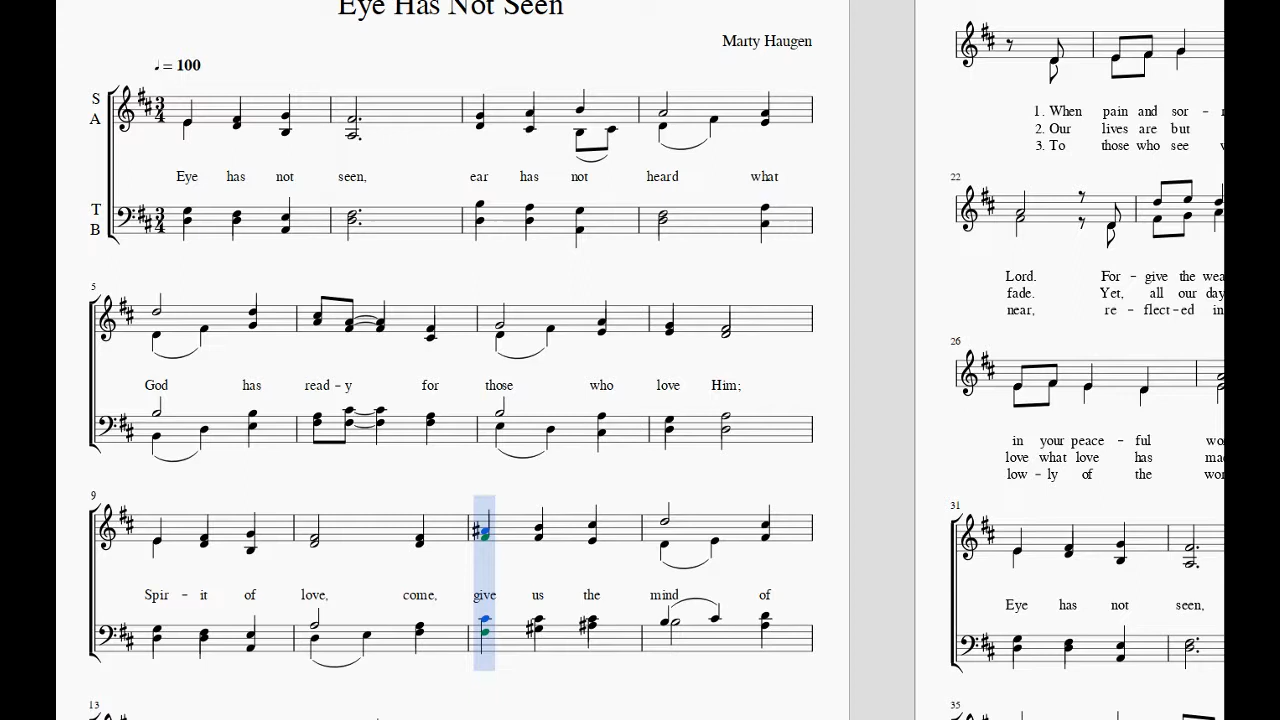 Eye Has Not Seen
Marty Haugen
♩ = 100
S
A
3
4
Eye has not seen, ear has not heard what
T
B
3
4
5
God has read – y for those who love Him;
9
Spir – it of love, come, give us the mind of
13
1. When pain and sor –
2. Our lives are but
3. To those who see
22
Lord. For – give the
fade. Yet, all our day
near, re – flect – ed in
26
in your peace – ful
love what love has
low – ly of the
31
Eye has not seen,
35